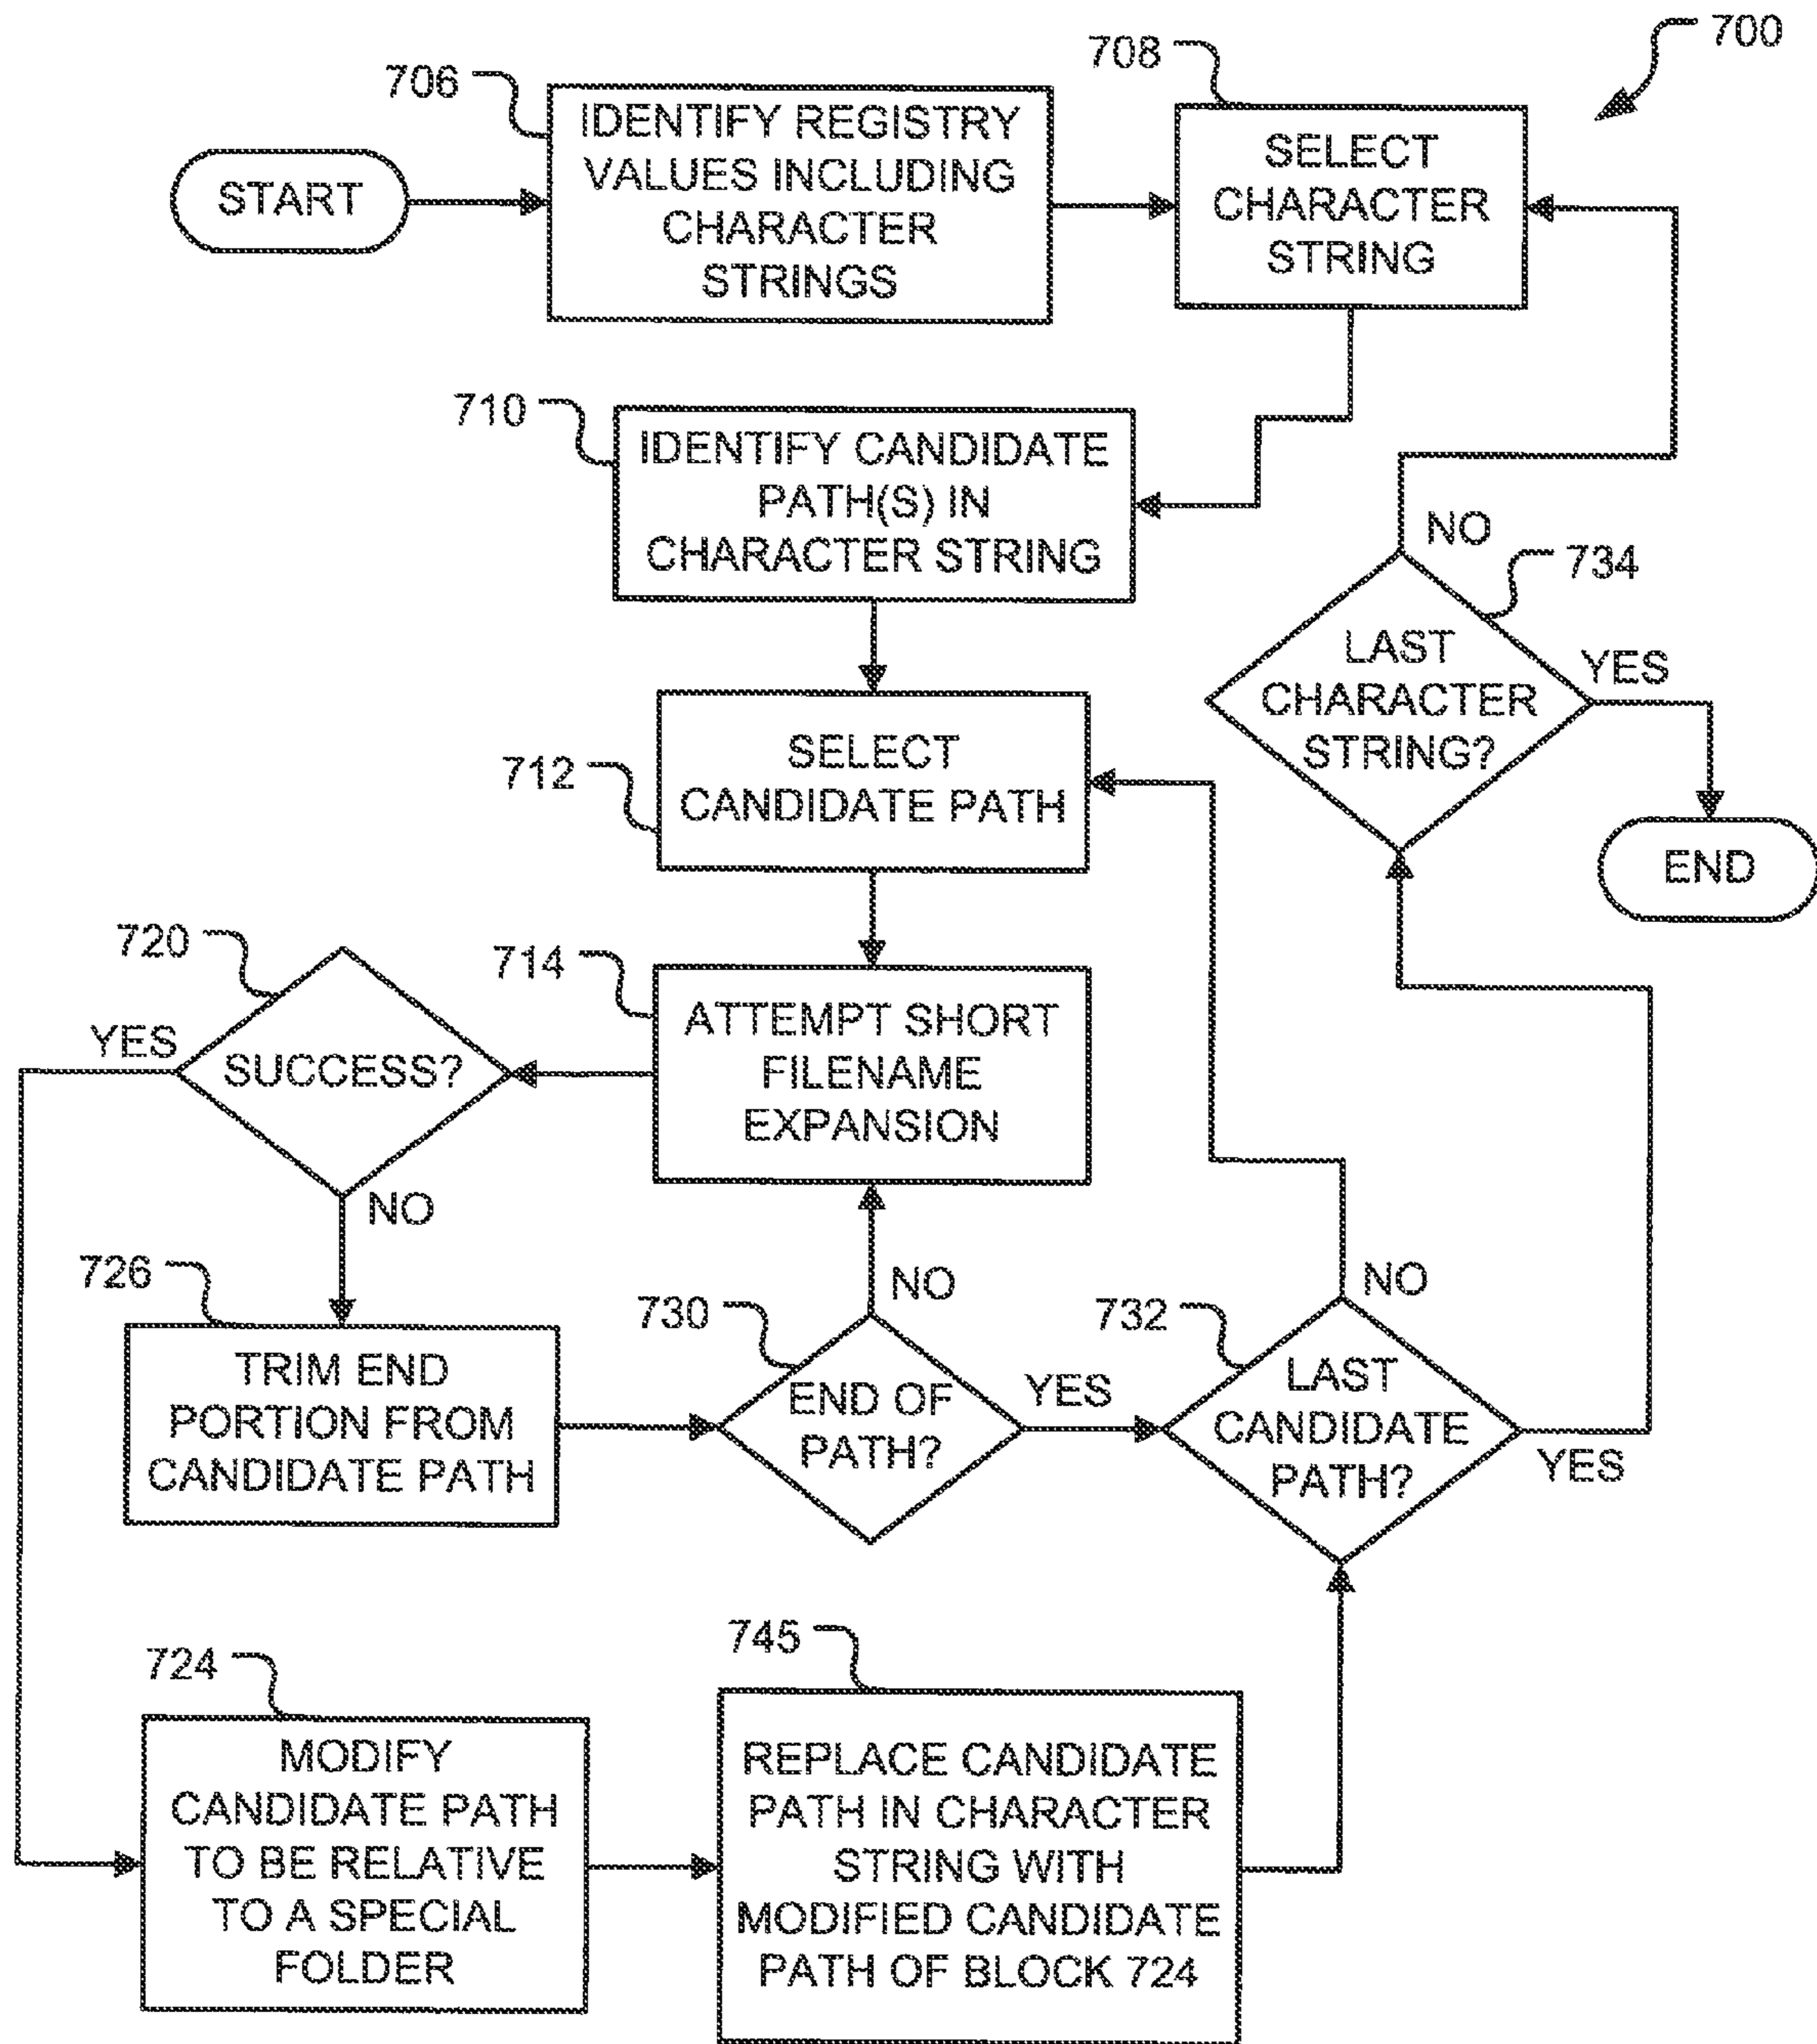 700
706
708
START
IDENTIFY REGISTRY
VALUES INCLUDING
CHARACTER
STRINGS
SELECT
CHARACTER
STRING
710
IDENTIFY CANDIDATE
PATH(S) IN
CHARACTER STRING
NO
734
LAST
CHARACTER
STRING?
YES
END
712
SELECT
CANDIDATE PATH
720
YES
SUCCESS?
NO
714
ATTEMPT SHORT
FILENAME
EXPANSION
726
TRIM END
PORTION FROM
CANDIDATE PATH
730
NO
END OF
PATH?
YES
732
NO
LAST
CANDIDATE
PATH?
YES
724
MODIFY
CANDIDATE PATH
TO BE RELATIVE
TO A SPECIAL
FOLDER
745
REPLACE CANDIDATE
PATH IN CHARACTER
STRING WITH
MODIFIED CANDIDATE
PATH OF BLOCK 724